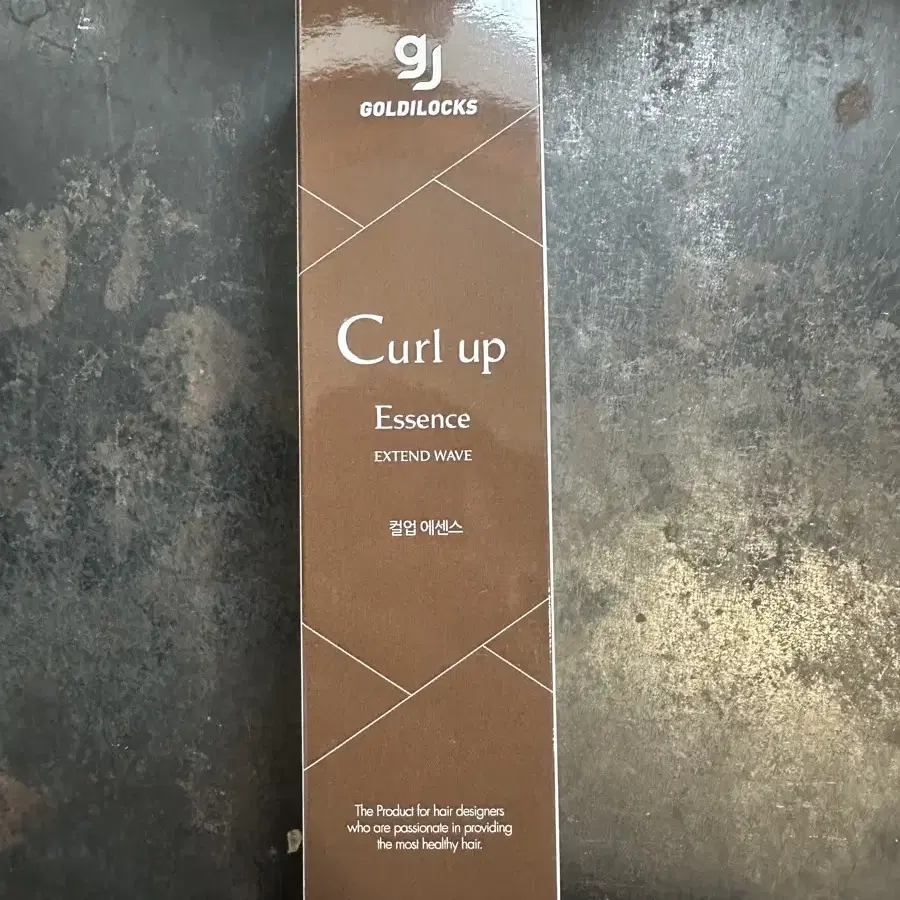 gj
GOLDILOCKS
Curl up
Essence
EXTEND WAVE
컬업 에센스
The Product for hair designers
who are passionate in providing
the most healthy hair.